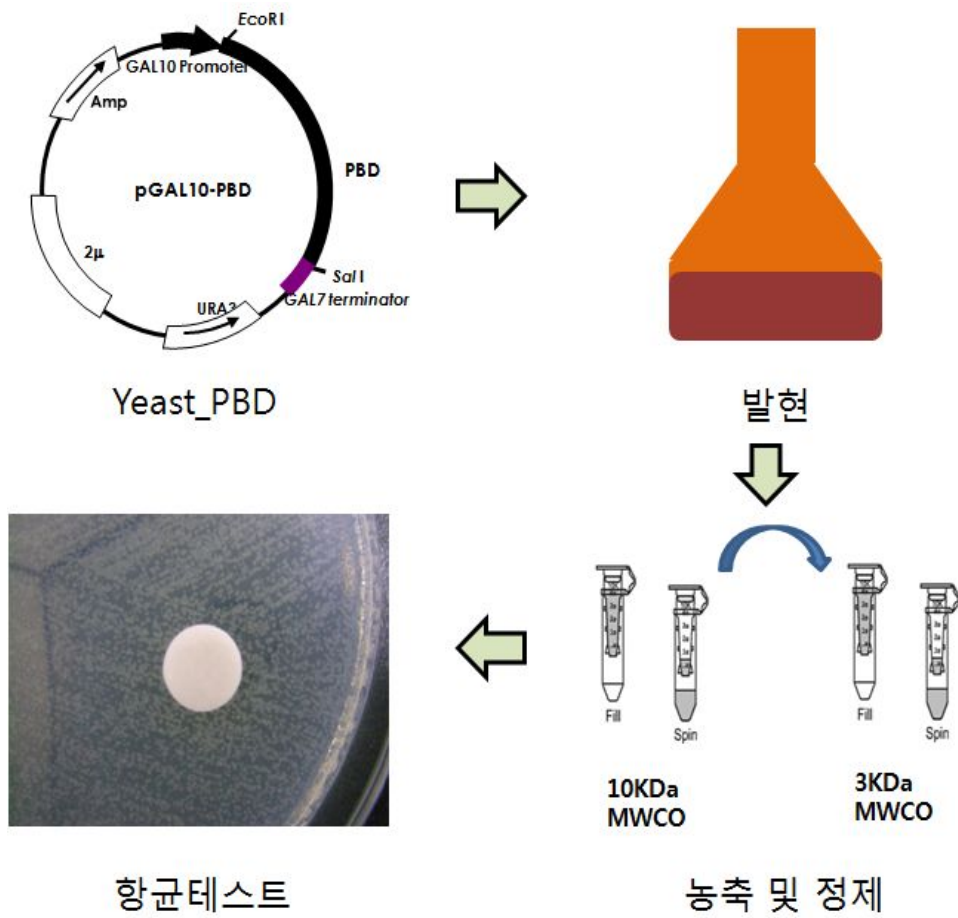 EcoRI
GAL10 Promoter
Amp
PBD
pGAL10-PBD
2μ
Sal I
GAL7 terminator
URA3
Yeast_PBD
발현
Fill
Spin
Fill
Spin
10KDa
MWCO
3KDa
MWCO
항균테스트
농축 및 정제